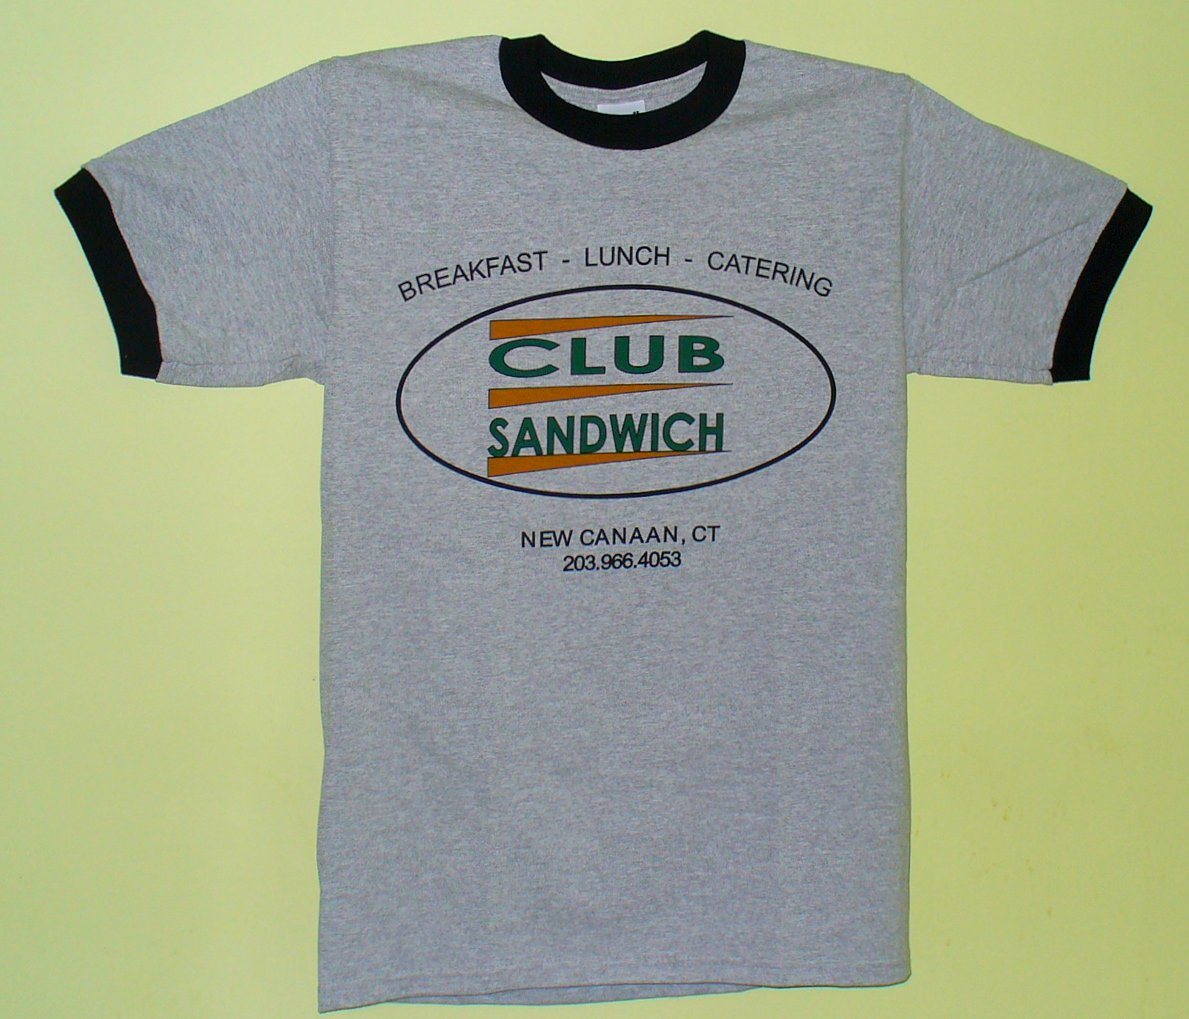 BREAKFAST - LUNCH - CATERING
CLUB
SANDWICH
NEW CANAAN, CT
203.966.4053